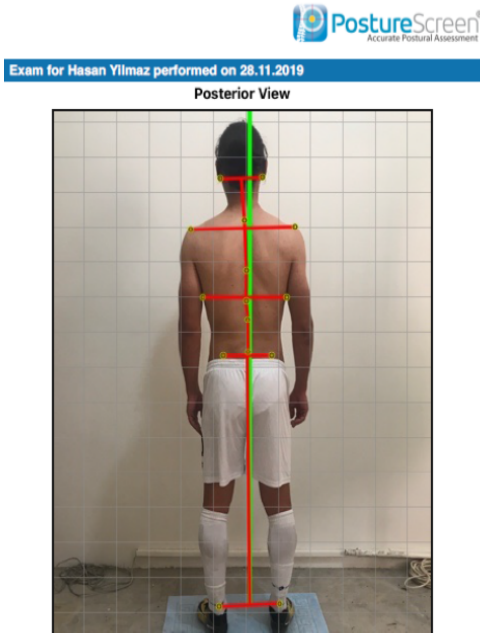 PostureScreen®
Accurate Postural Assessment
Exam for Hasan Yilmaz performed on 28.11.2019
Posterior View